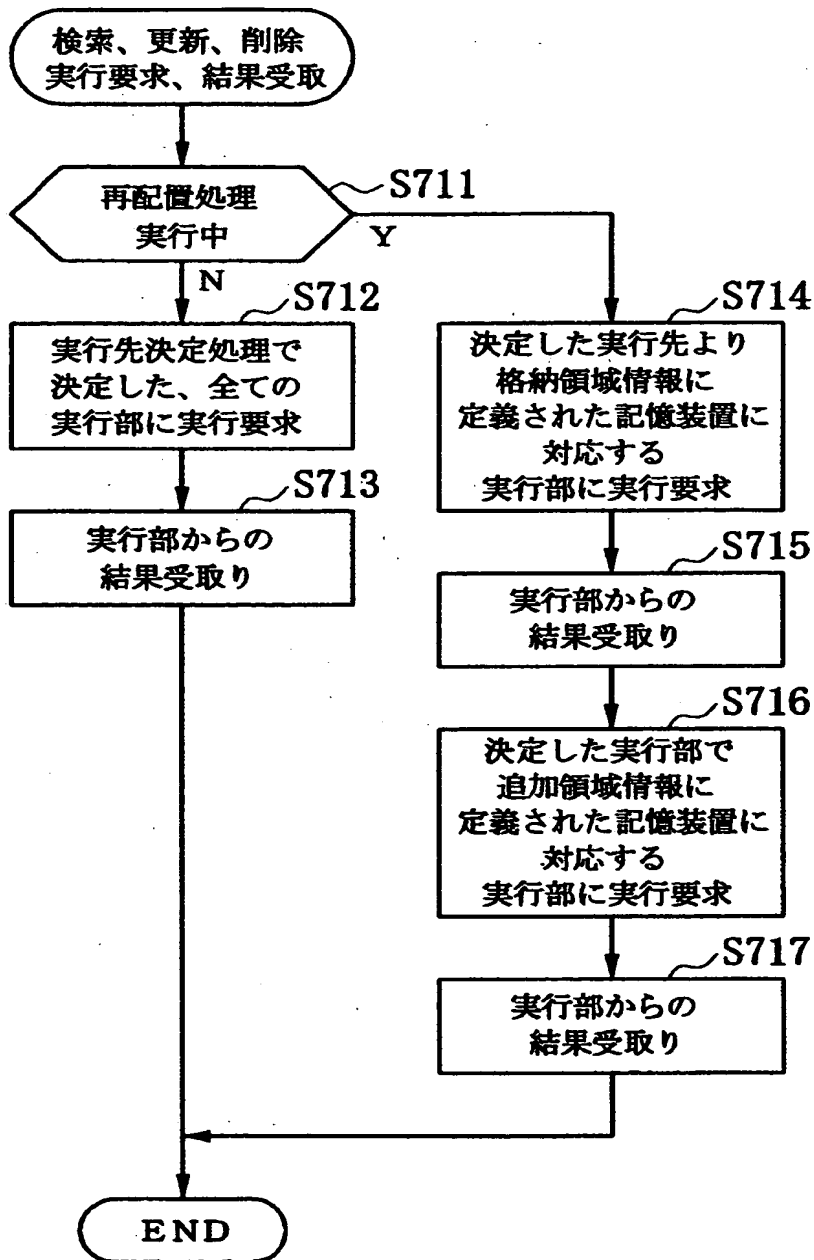 検索、更新、削除
実行要求、結果受取
再配置処理
実行中
S711
Y
N
S712
実行先決定処理で
決定した、全ての
実行部に実行要求
S713
実行部からの
結果受取り
S714
決定した実行先より
格納領域情報に
定義された記憶装置に
対応する
実行部に実行要求
S715
実行部からの
結果受取り
S716
決定した実行部で
追加領域情報に
定義された記憶装置に
対応する
実行部に実行要求
S717
実行部からの
結果受取り
END